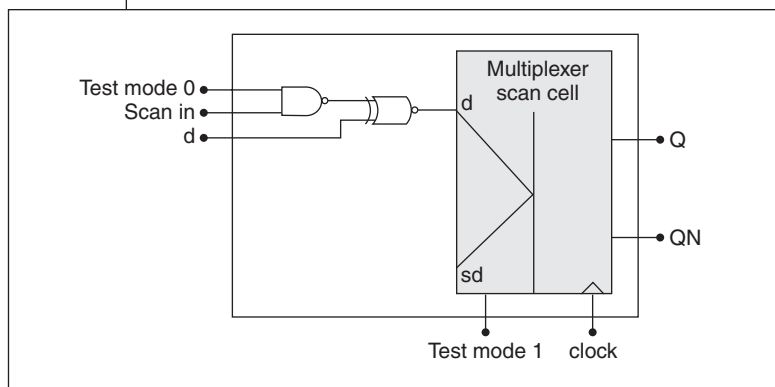 Test mode 0
Scan in
d
d
Multiplexer
scan cell
sd
Q
QN
Test mode 1
clock